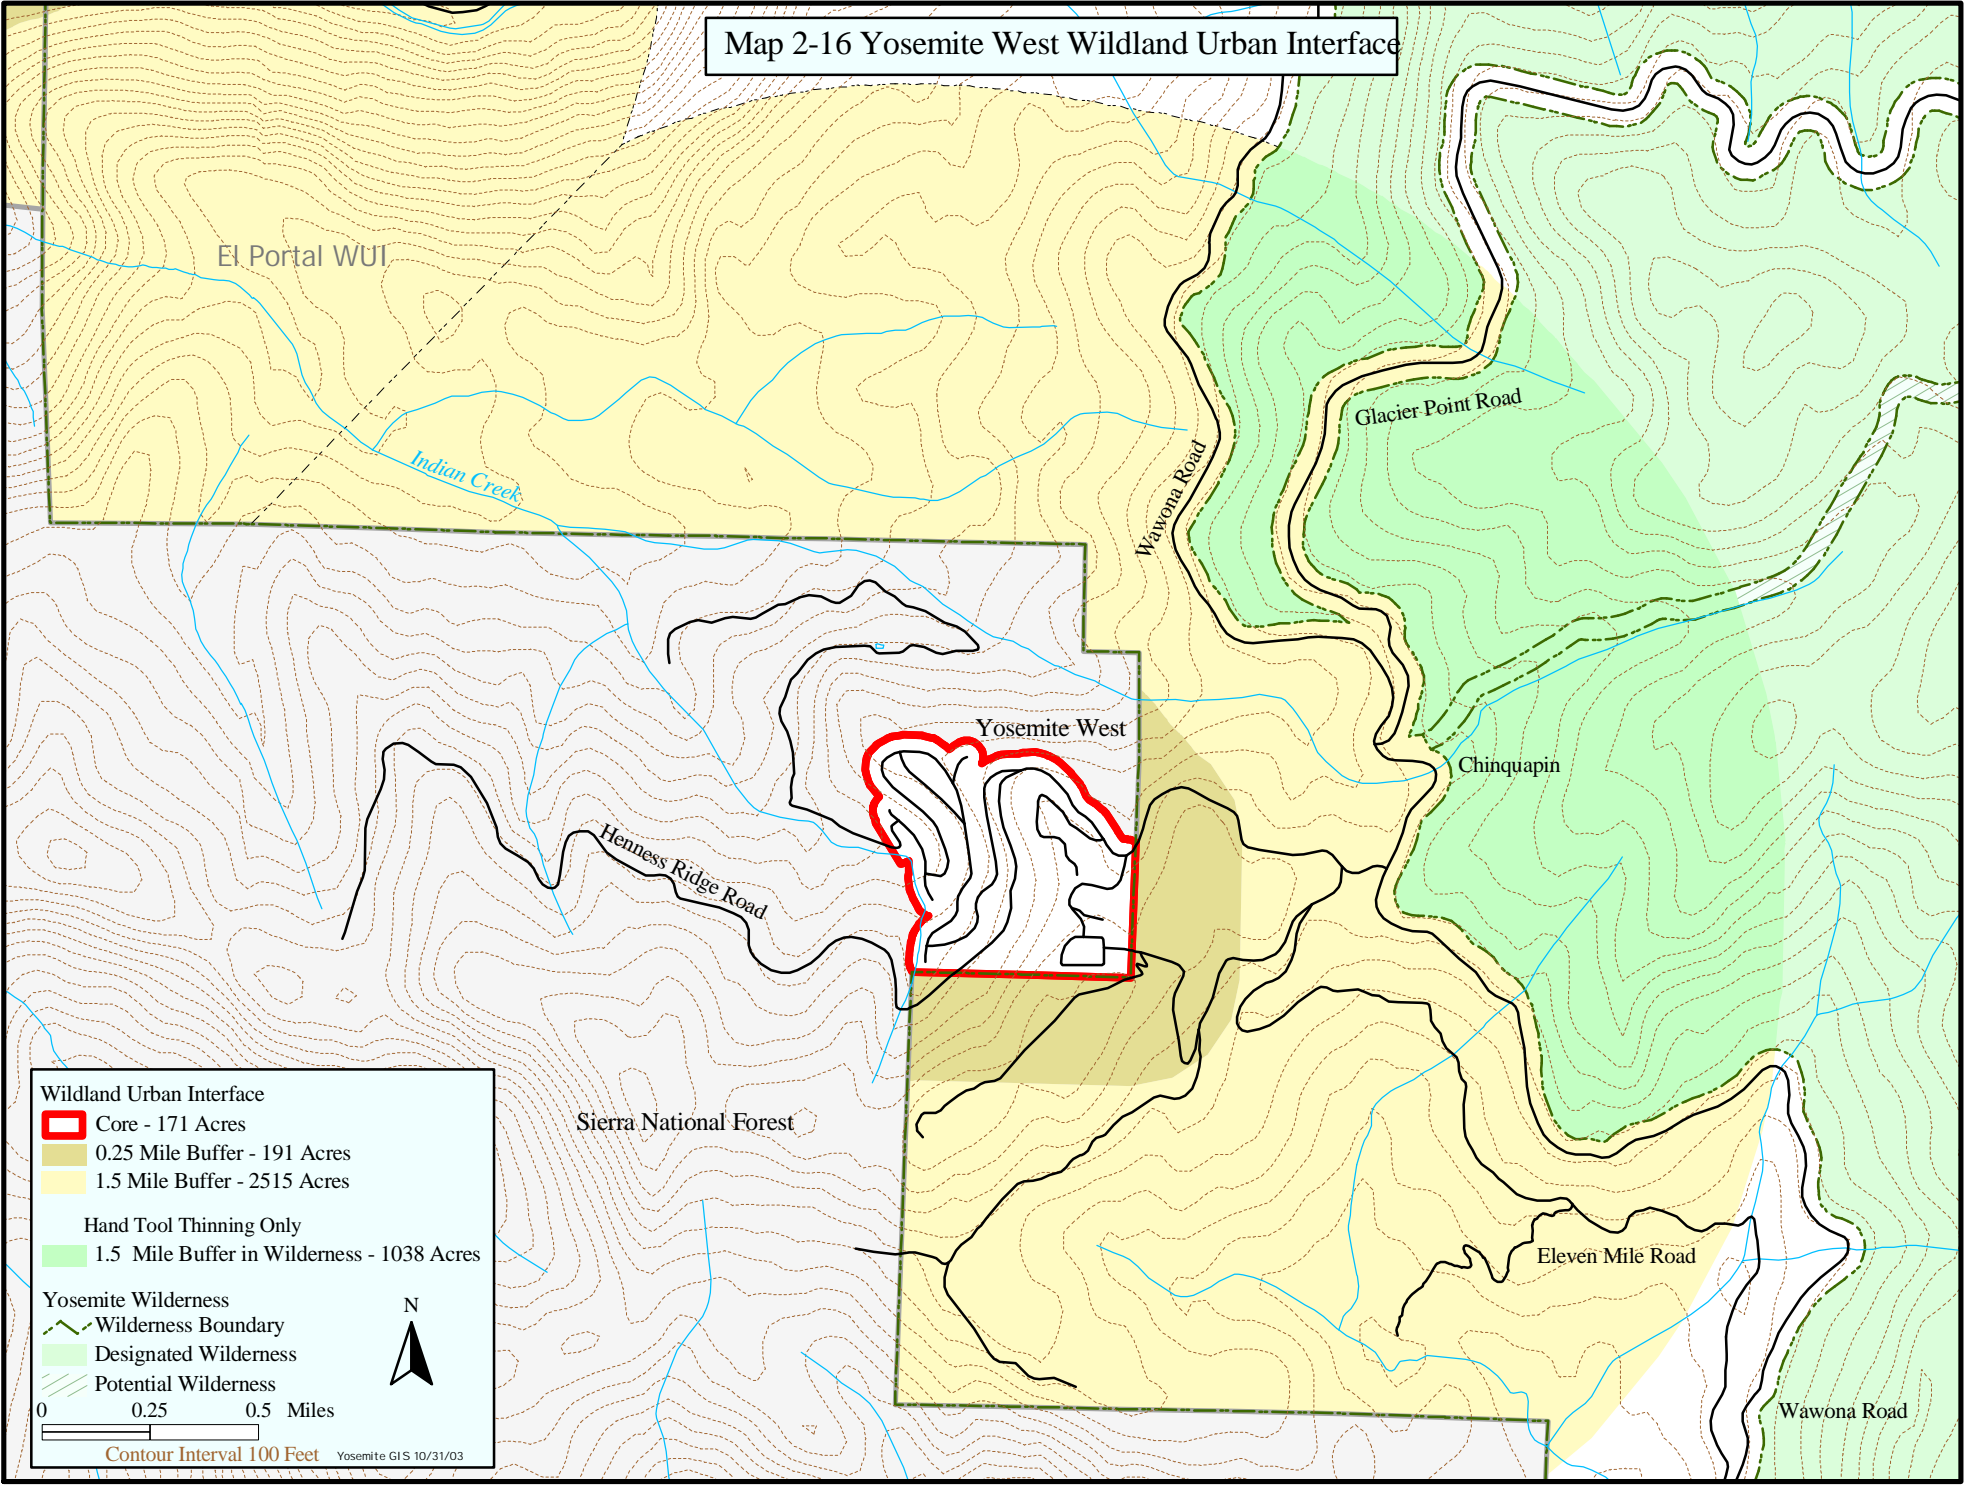 Map 2-16 Yosemite West Wildland Urban Interface
El Portal WUI
Glacier Point Road
Indian Creek
Wawona Road
Yosemite West
Chinquapin
Henness Ridge Road
Sierra National Forest
Eleven Mile Road
Wawona Road
Wildland Urban Interface
Core - 171 Acres
0.25 Mile Buffer - 191 Acres
1.5 Mile Buffer - 2515 Acres
Hand Tool Thinning Only
1.5 Mile Buffer in Wilderness - 1038 Acres
Yosemite Wilderness
N
Wilderness Boundary
Designated Wilderness
Potential Wilderness
0 0.25 0.5 Miles
Contour Interval 100 Feet Yosemite GIS 10/31/03